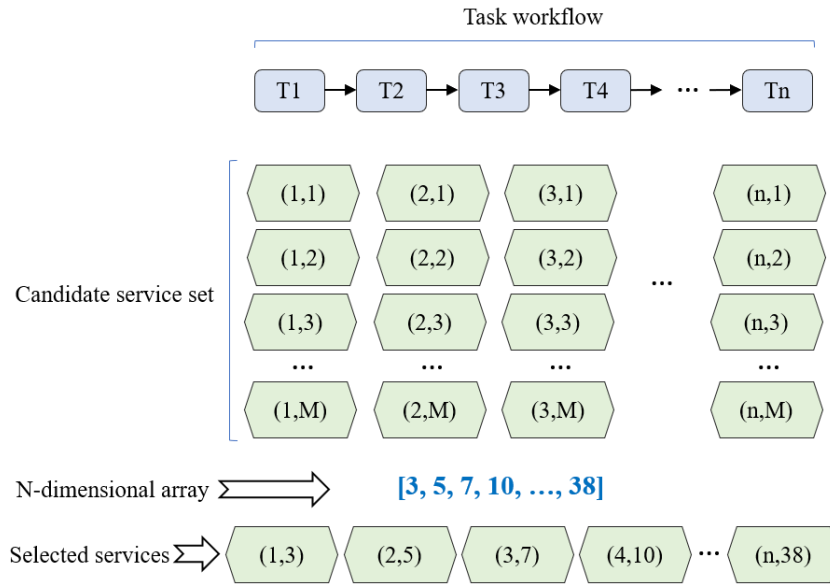 Task workflow
T1 T2 T3 T4 ... Tn
(1,1) (2,1) (3,1) (n,1)
(1,2) (2,2) (3,2) ... (n,2)
Candidate service set
(1,3) (2,3) (3,3) (n,3)
... ... ... ...
(1,M) (2,M) (3,M) (n,M)
N-dimensional array [3, 5, 7, 10, ..., 38]
Selected services (1,3) (2,5) (3,7) (4,10) ... (n,38)